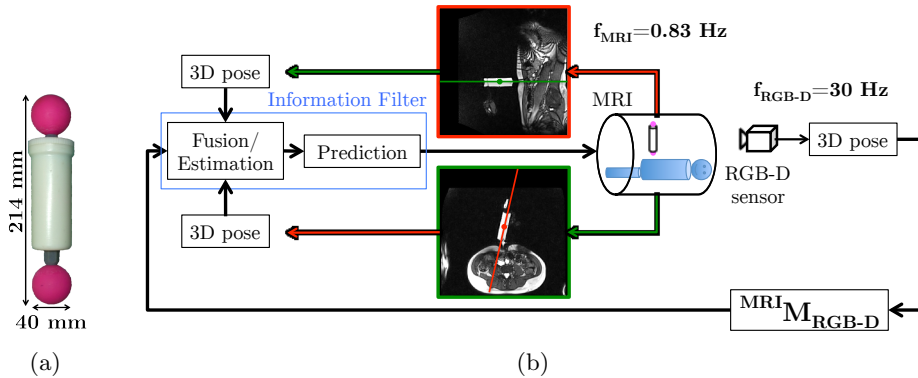 214 mm
40 mm
(a)
3D pose
Information Filter
Fusion/
Estimation
Prediction
3D pose
f_MRI=0.83 Hz
MRI
f_RGB-D=30 Hz
3D pose
RGB-D
sensor
MRI M RGB-D
(b)